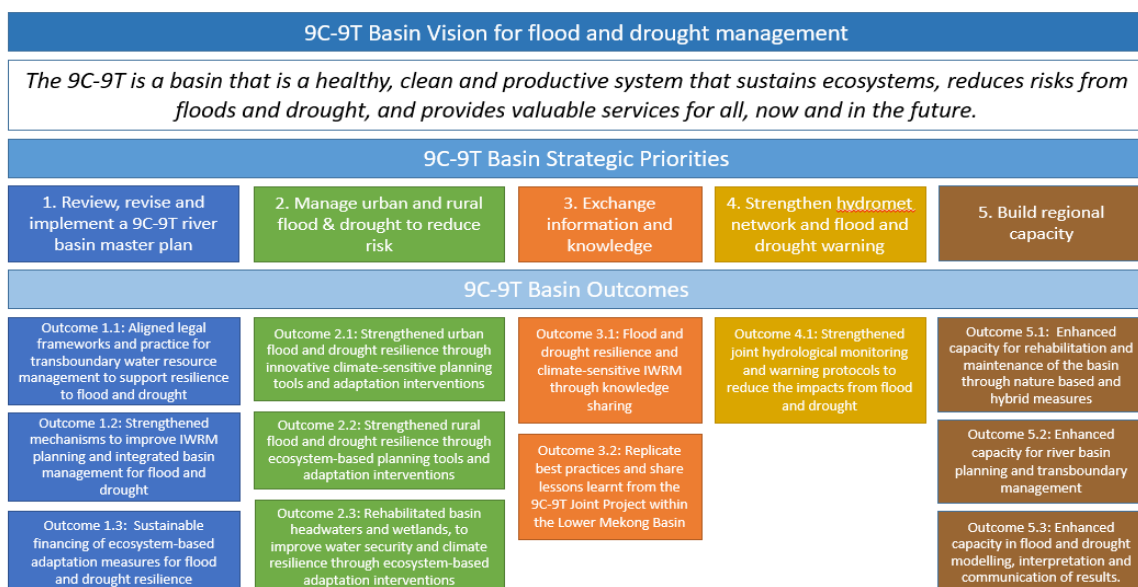 9C-9T Basin Vision for flood and drought management
The 9C-9T is a basin that is a healthy, clean and productive system that sustains ecosystems, reduces risks from
floods and drought, and provides valuable services for all, now and in the future.
9C-9T Basin Strategic Priorities
1. Review, revise and
implement a 9C-9T river
basin master plan
2. Manage urban and rural
flood & drought to reduce
risk
3. Exchange
information and
knowledge
4. Strengthen hydromet
network and flood and
drought warning
5. Build regional
capacity
9C-9T Basin Outcomes
Outcome 1.1: Aligned legal
frameworks and practice for
transboundary water resource
management to support resilience
to flood and drought
Outcome 1.2: Strengthened
mechanisms to improve IWRM
planning and integrated basin
management for flood and
drought
Outcome 1.3: Sustainable
financing of ecosystem-based
adaptation measures for flood
and drought resilience
Outcome 2.1: Strengthened urban
flood and drought resilience through
innovative climate-sensitive planning
tools and adaptation interventions
Outcome 2.2: Strengthened rural
flood and drought resilience through
ecosystem-based planning tools and
adaptation interventions
Outcome 2.3: Rehabilitated basin
headwaters and wetlands, to
improve water security and climate
resilience through ecosystem-based
adaptation interventions
Outcome 3.1: Flood and
drought resilience and
climate-sensitive IWRM
through knowledge
sharing
Outcome 3.2: Replicate
best practices and share
lessons learnt from the
9C-9T Joint Project within
the Lower Mekong Basin
Outcome 4.1: Strengthened
joint hydrological monitoring
and warning protocols to
reduce the impacts from flood
and drought
Outcome 5.1: Enhanced
capacity for rehabilitation and
maintenance of the basin
through nature based and
hybrid measures
Outcome 5.2: Enhanced
capacity for river basin
planning and transboundary
management
Outcome 5.3: Enhanced
capacity in flood and drought
modelling, interpretation and
communication of results.